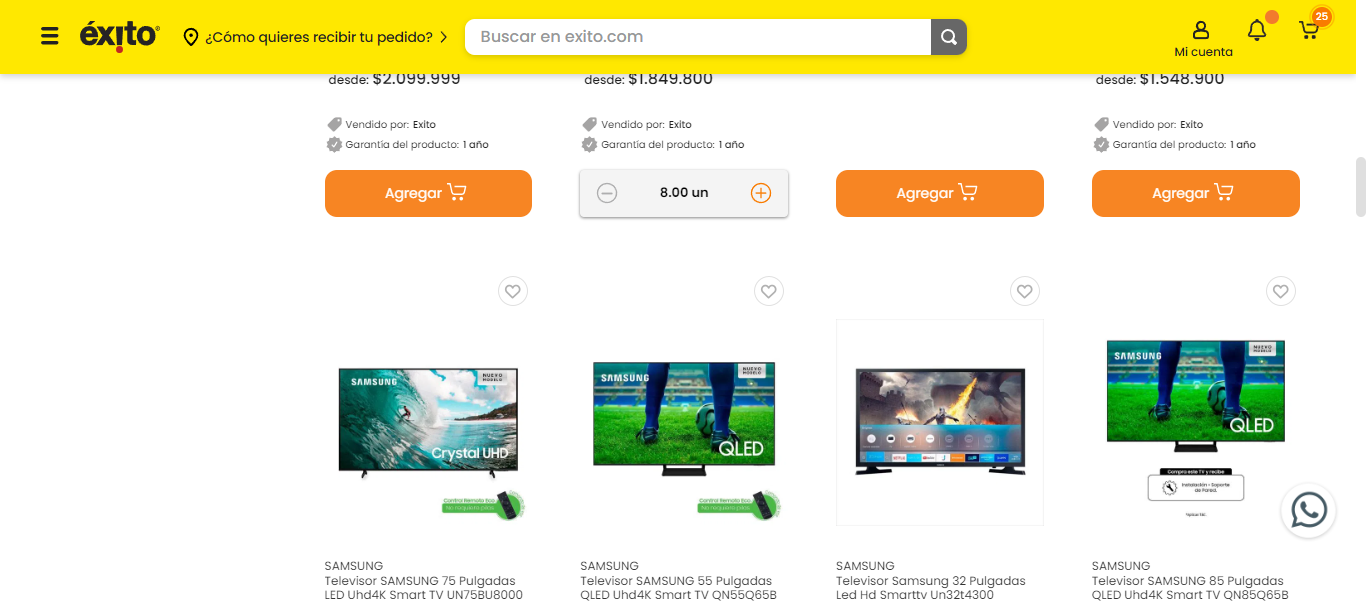 éxito
¿Cómo quieres recibir tu pedido?
Buscar en exito.com
Mi cuenta
25
desde: $2.099.999
desde: $1.849.800
desde: $1.548.900
Vendido por: Exito
Vendido por: Exito
Vendido por: Exito
Garantía del producto: 1 año
Garantía del producto: 1 año
Garantía del producto: 1 año
Agregar
8.00 un
Agregar
Agregar
SAMSUNG
NUEVO
MODELO
Crystal UHD
Control Remoto Eco
No requiere pilas
SAMSUNG
NUEVO
MODELO
QLED
Control Remoto Eco
No requiere pilas
SAMSUNG
NUEVO
MODELO
QLED
Compra este TV y recibe
Instalación + Soporte
de Pared.
SAMSUNG
Televisor SAMSUNG 75 Pulgadas
LED Uhd4K Smart TV UN75BU8000
SAMSUNG
Televisor SAMSUNG 55 Pulgadas
QLED Uhd4K Smart TV QN55Q65B
SAMSUNG
Televisor Samsung 32 Pulgadas
Led Hd Smarttv Un32t4300
SAMSUNG
Televisor SAMSUNG 85 Pulgadas
QLED Uhd4K Smart TV QN85Q65B